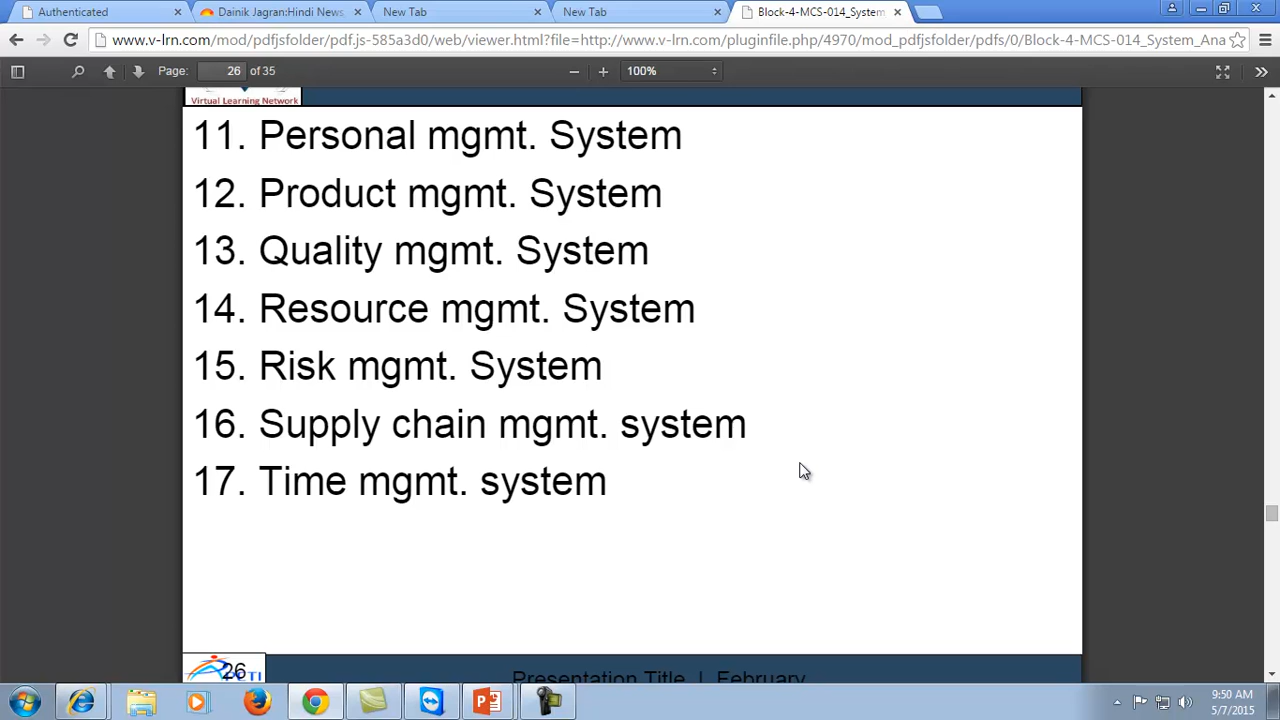 Authenticated
Dainik Jagran:Hindi News,
New Tab
New Tab
Block-4-MCS-014_System
www.v-lrn.com/mod/pdfjsfolder/pdf.js-585a3d0/web/viewer.html?file=http://www.v-lrn.com/pluginfile.php/4970/mod_pdfjsfolder/pdfs/0/Block-4-MCS-014_System_Ana
Page: 26 of 35
100%
Virtual Learning Network
11. Personal mgmt. System
12. Product mgmt. System
13. Quality mgmt. System
14. Resource mgmt. System
15. Risk mgmt. System
16. Supply chain mgmt. system
17. Time mgmt. system
26
Presentation Title | February
9:50 AM
5/7/2015